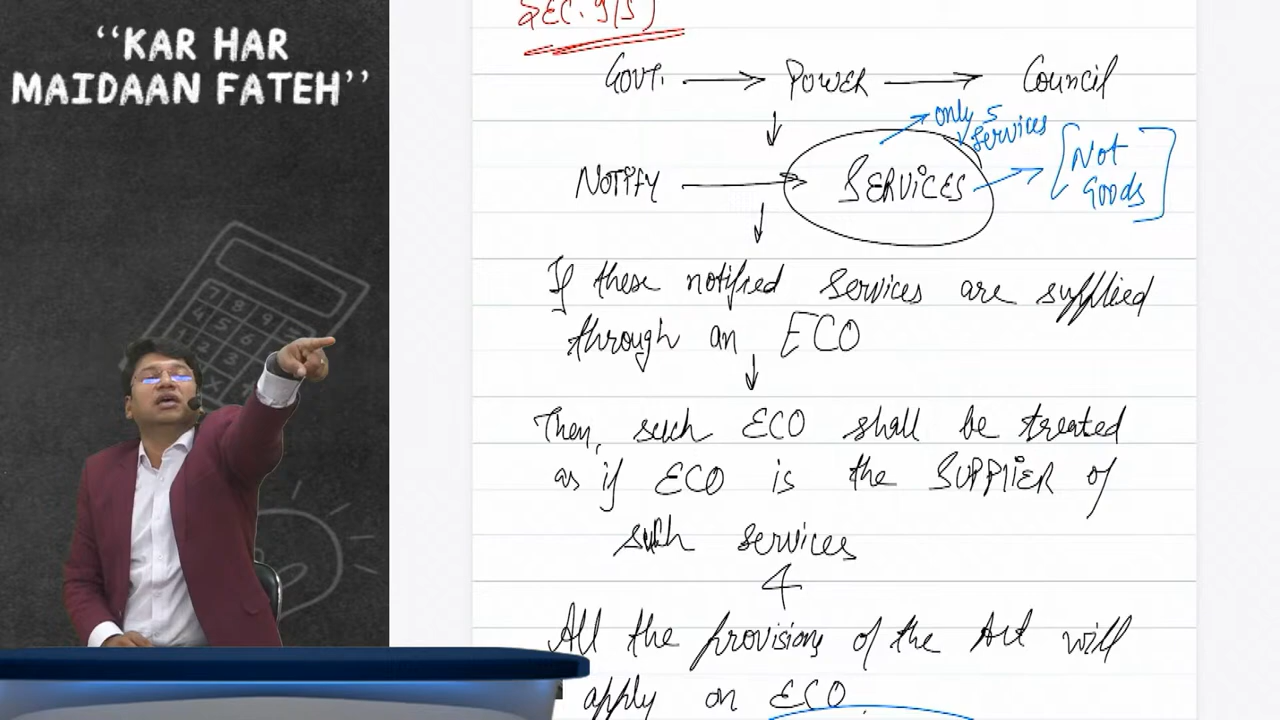 “KAR HAR
MAIDAAN FATEH”
SEC. 9(5)
GOVT. → POWER → Council
↓
only 5
Services
NOTIFY → SERVICES
[Not
Goods]
↓
If these notified services are supplied
through an ECO
↓
Then, such ECO shall be treated
as if ECO is the SUPPLIER of
such services
&
All the provisions of the Act will
apply on ECO.